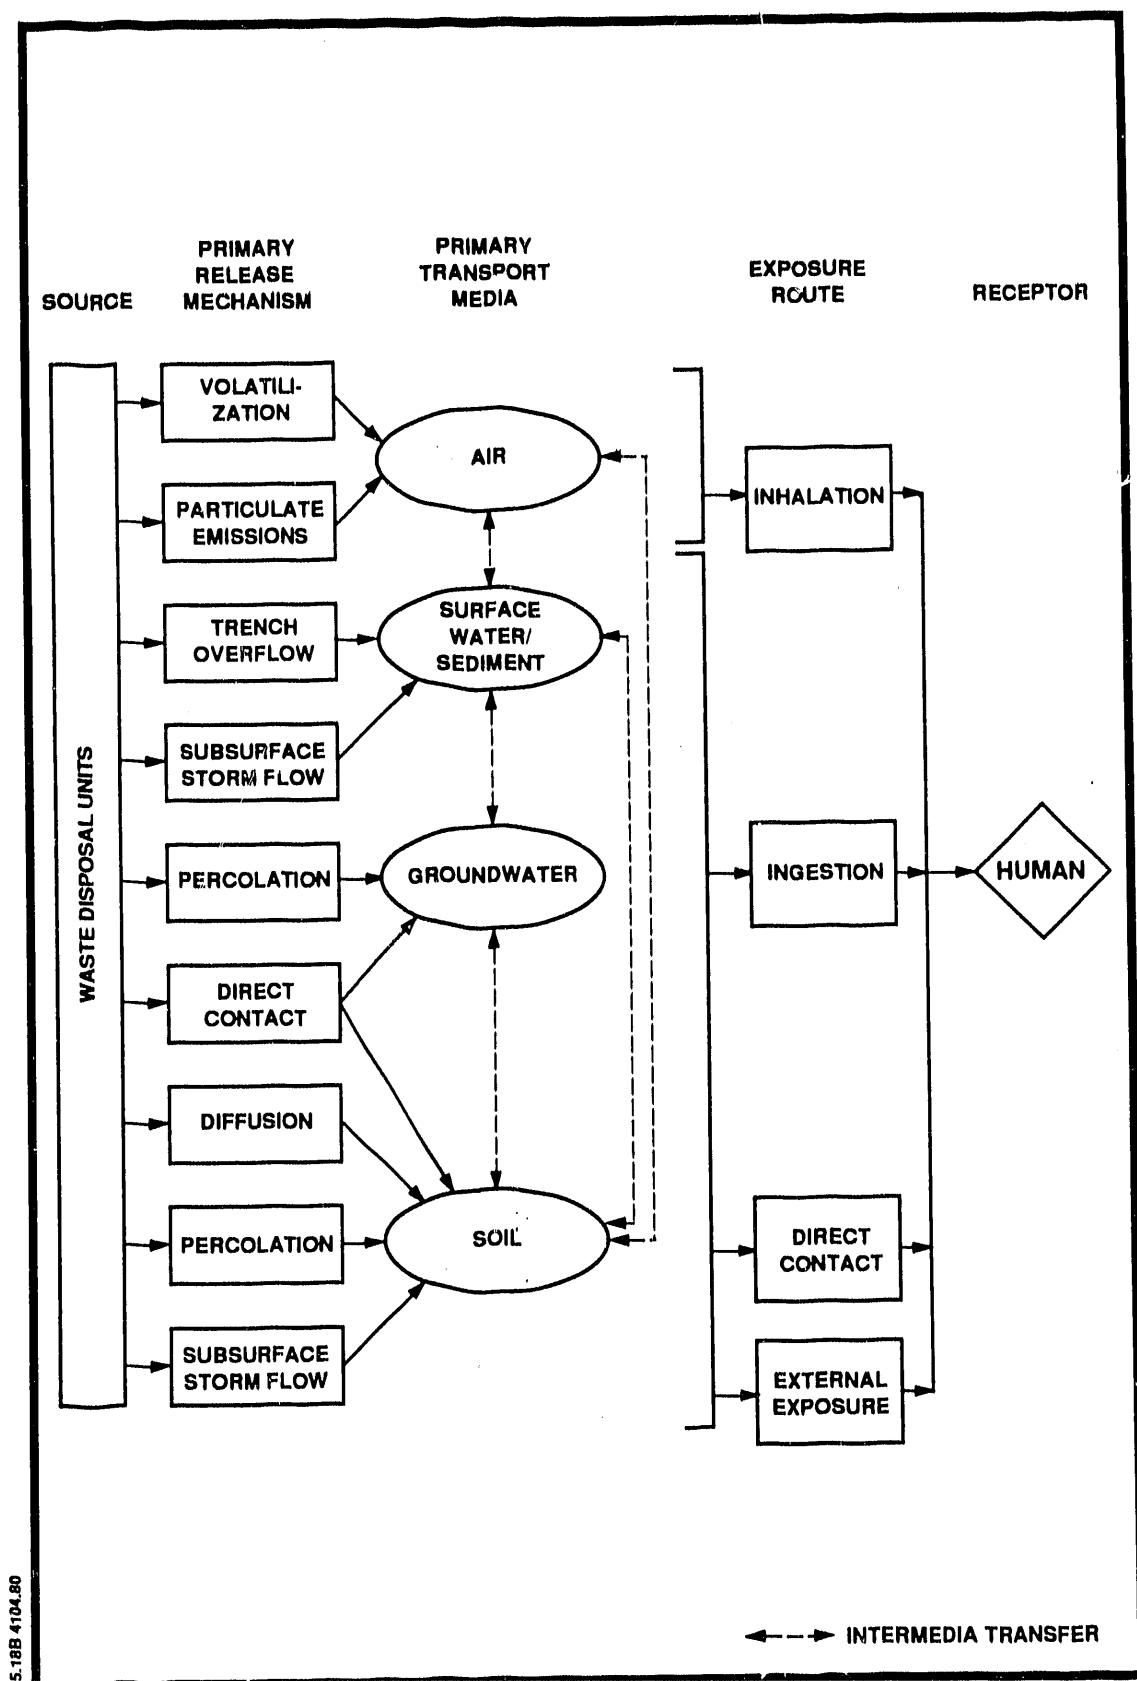 SOURCE
PRIMARY
RELEASE
MECHANISM
PRIMARY
TRANSPORT
MEDIA
EXPOSURE
ROUTE
RECEPTOR
WASTE DISPOSAL UNITS
VOLATILI-
ZATION
PARTICULATE
EMISSIONS
TRENCH
OVERFLOW
SUBSURFACE
STORM FLOW
PERCOLATION
DIRECT
CONTACT
DIFFUSION
PERCOLATION
SUBSURFACE
STORM FLOW
AIR
SURFACE
WATER/
SEDIMENT
GROUNDWATER
SOIL
INHALATION
INGESTION
DIRECT
CONTACT
EXTERNAL
EXPOSURE
HUMAN
INTERMEDIA TRANSFER
5.18B 4104.80